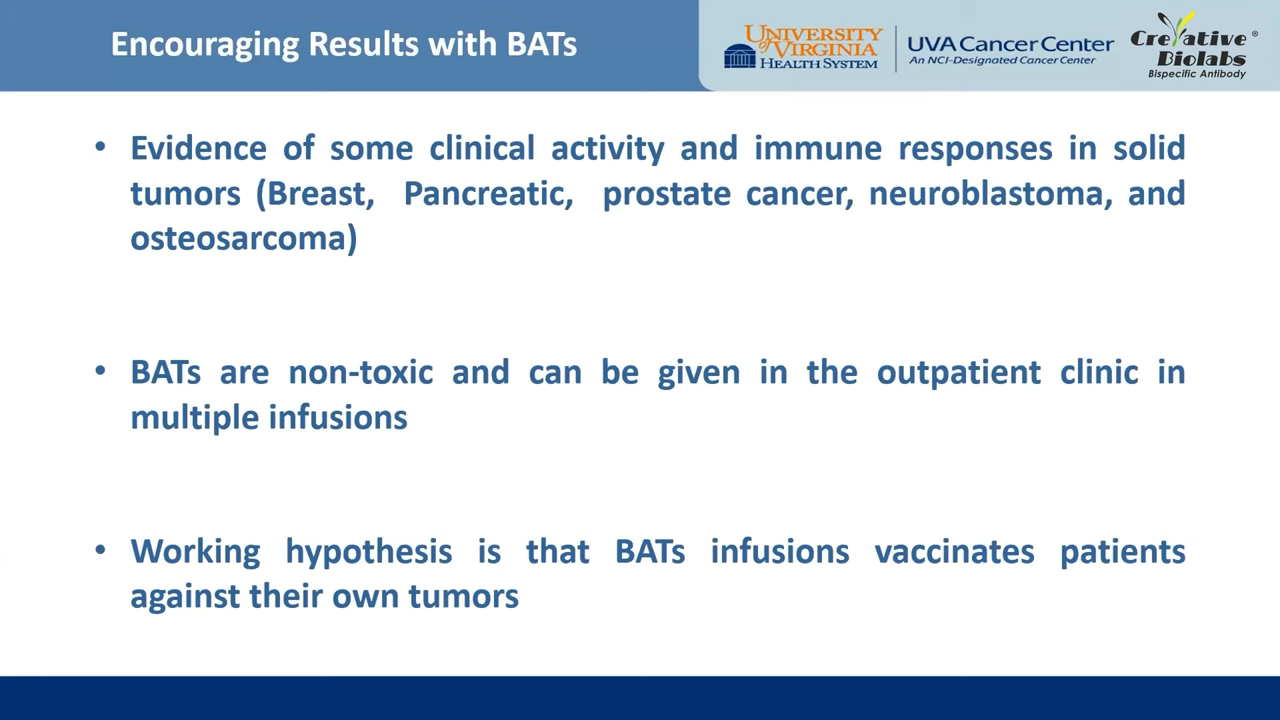 Encouraging Results with BATs
UNIVERSITY
of VIRGINIA
HEALTH SYSTEM
UVA Cancer Center
An NCI-Designated Cancer Center
Creative ®
Biolabs
Bispecific Antibody
• Evidence of some clinical activity and immune responses in solid
tumors (Breast, Pancreatic, prostate cancer, neuroblastoma, and
osteosarcoma)
• BATs are non-toxic and can be given in the outpatient clinic in
multiple infusions
• Working hypothesis is that BATs infusions vaccinates patients
against their own tumors